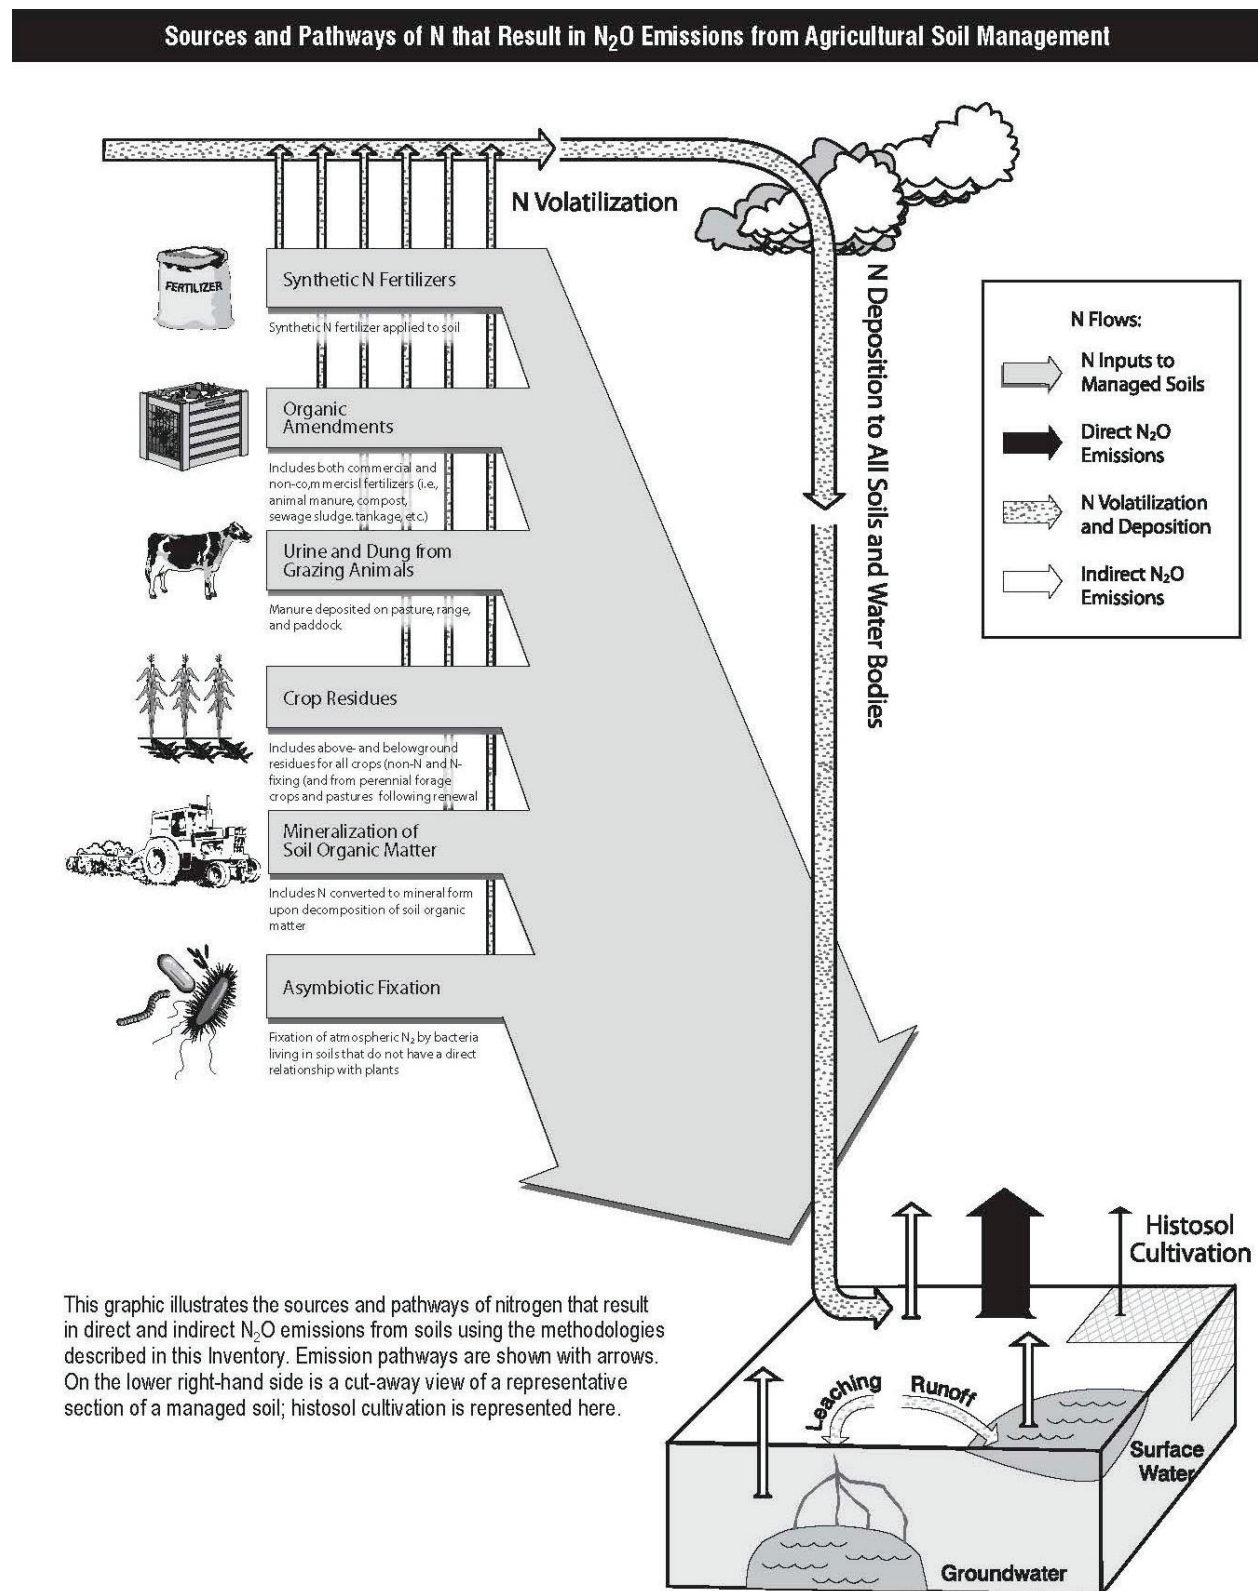 Sources and Pathways of N that Result in N₂O Emissions from Agricultural Soil Management
N Volatilization
FERTILIZER
Synthetic N Fertilizers
Synthetic N fertilizer applied to soil
Organic
Amendments
Includes both commercial and
non-co,mmercisl fertilizers (i.e.,
animal manure, compost,
sewage sludge, tankage, etc.)
Urine and Dung from
Grazing Animals
Manure deposited on pasture, range,
and paddock
Crop Residues
Includes above- and belowground
residues for all crops (non-N and N-
fixing (and from perennial forage
crops and pastures following renewal
Mineralization of
Soil Organic Matter
Includes N converted to mineral form
upon decomposition of soil organic
matter
Asymbiotic Fixation
Fixation of atmospheric N₂ by bacteria
living in soils that do not have a direct
relationship with plants
N Deposition to All Soils and Water Bodies
N Flows:
N Inputs to
Managed Soils
Direct N₂O
Emissions
N Volatilization
and Deposition
Indirect N₂O
Emissions
Histosol
Cultivation
This graphic illustrates the sources and pathways of nitrogen that result
in direct and indirect N₂O emissions from soils using the methodologies
described in this Inventory. Emission pathways are shown with arrows.
On the lower right-hand side is a cut-away view of a representative
section of a managed soil; histosol cultivation is represented here.
Leaching
Runoff
Surface
Water
Groundwater